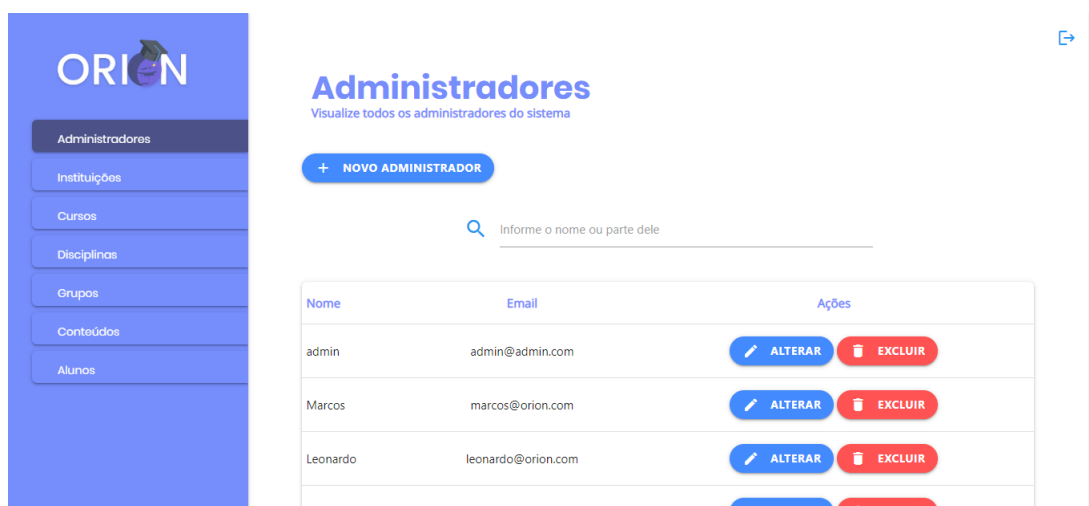 ORION
Administradores
Instituições
Cursos
Disciplinas
Grupos
Conteúdos
Alunos
Administradores
Visualize todos os administradores do sistema
+ NOVO ADMINISTRADOR
Informe o nome ou parte dele
Nome Email Ações
admin admin@admin.com ALTERAR EXCLUIR
Marcos marcos@orion.com ALTERAR EXCLUIR
Leonardo leonardo@orion.com ALTERAR EXCLUIR